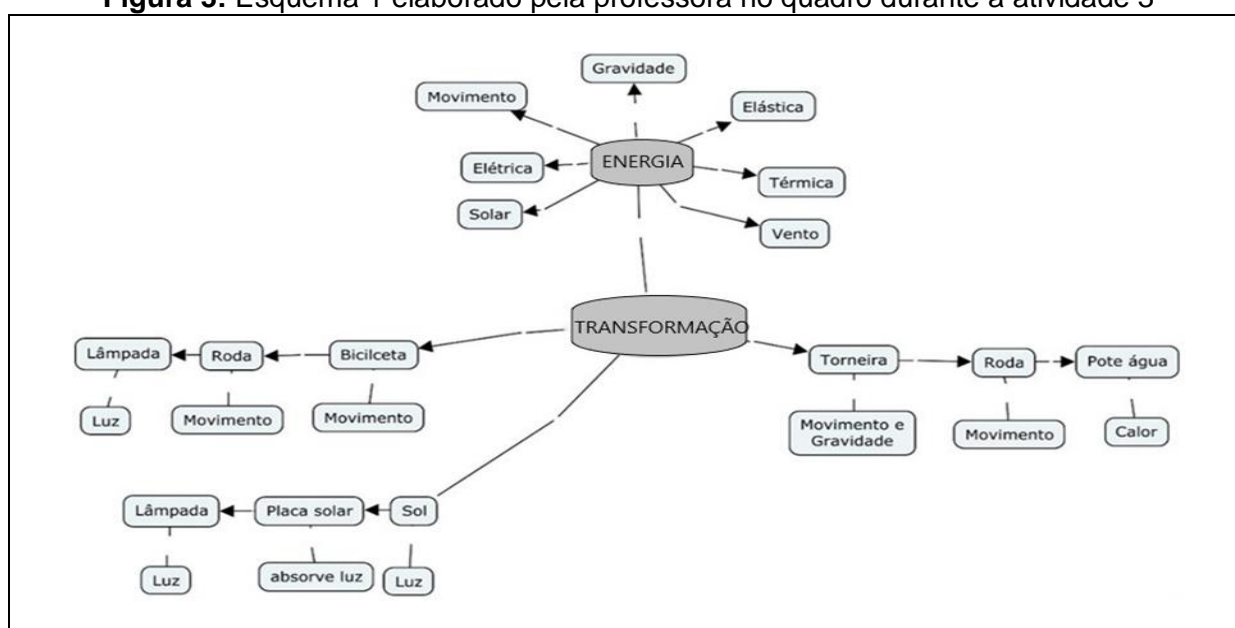 Figura 3: Esquema 1 elaborado pela professora no quadro durante a atividade 3
Gravidade
Movimento
Elástica
ENERGIA
Elétrica
Térmica
Solar
Vento
TRANSFORMAÇÃO
Lâmpada
Roda
Bicilceta
Torneira
Roda
Pote água
Luz
Movimento
Movimento
Movimento e
Gravidade
Movimento
Calor
Lâmpada
Placa solar
Sol
Luz
absorve luz
Luz